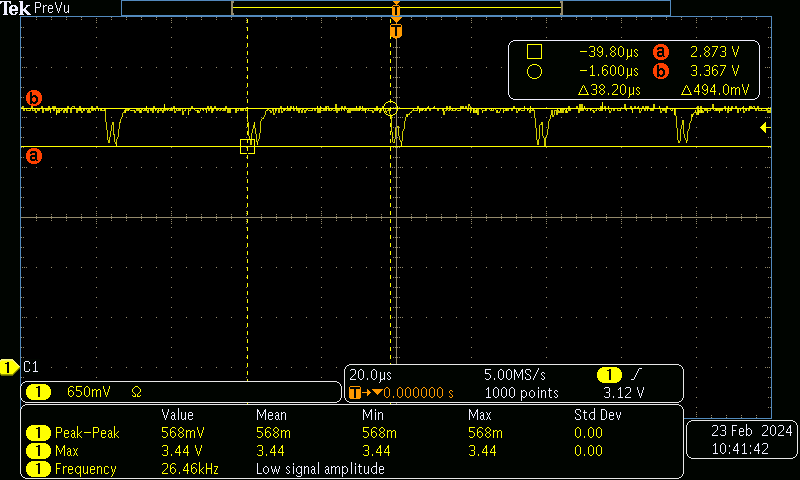 Tek PreVu
T
T
−39.80µs a 2.873 V
−1.600µs b 3.367 V
Δ38.20µs Δ494.0mV
b
a
1 C1
1 650mV Ω
20.0µs 5.00MS/s 1
T→▼0.000000 s 1000 points 3.12 V
Value Mean Min Max Std Dev
1 Peak−Peak 568mV 568m 568m 568m 0.00
1 Max 3.44 V 3.44 3.44 3.44 0.00
1 Frequency 26.46kHz Low signal amplitude
23 Feb 2024
10:41:42